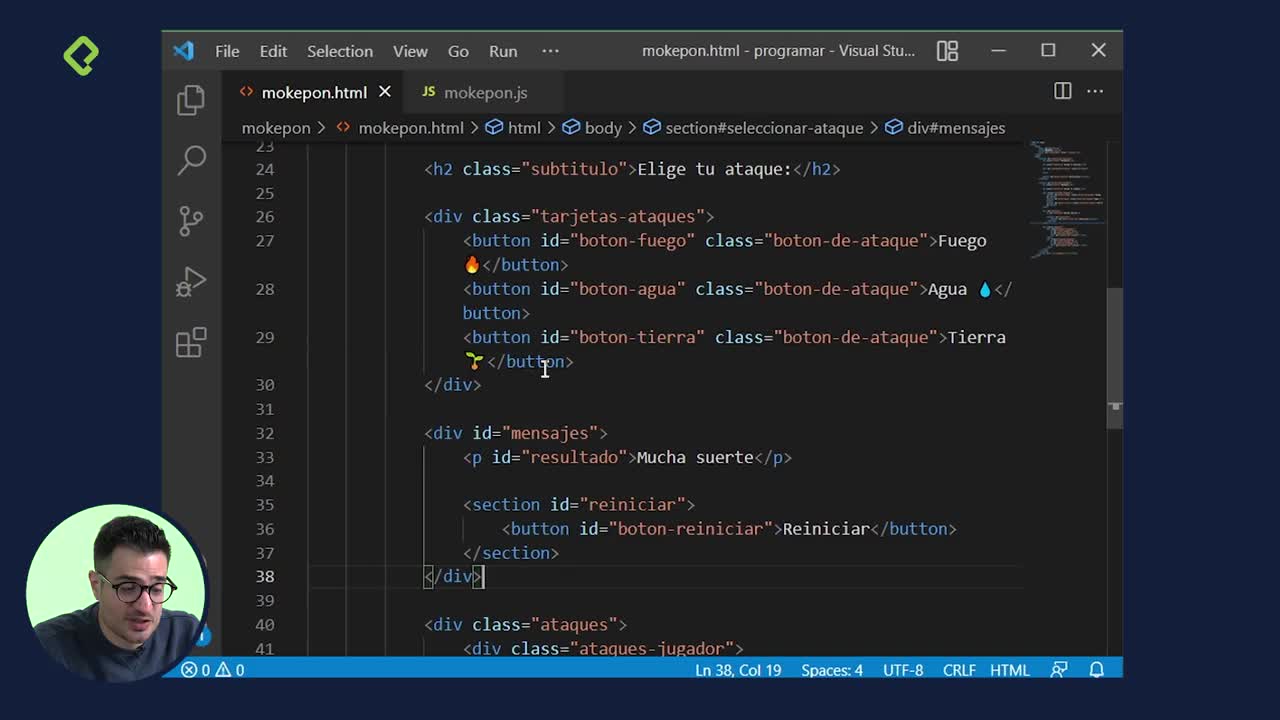 File Edit Selection View Go Run ··· mokepon.html - programar - Visual Stu...
<> mokepon.html × JS mokepon.js ···
mokepon > <> mokepon.html > html > body > section#seleccionar-ataque > div#mensajes
23
24 <h2 class="subtitulo">Elige tu ataque:</h2>
25
26 <div class="tarjetas-ataques">
27 <button id="boton-fuego" class="boton-de-ataque">Fuego
🔥</button>
28 <button id="boton-agua" class="boton-de-ataque">Agua 💧</
button>
29 <button id="boton-tierra" class="boton-de-ataque">Tierra
🌱</button>
30 </div>
31
32 <div id="mensajes">
33 <p id="resultado">Mucha suerte</p>
34
35 <section id="reiniciar">
36 <button id="boton-reiniciar">Reiniciar</button>
37 </section>
38 </div>
39
40 <div class="ataques">
41 <div class="ataques-jugador">
0 0 Ln 38, Col 19 Spaces: 4 UTF-8 CRLF HTML